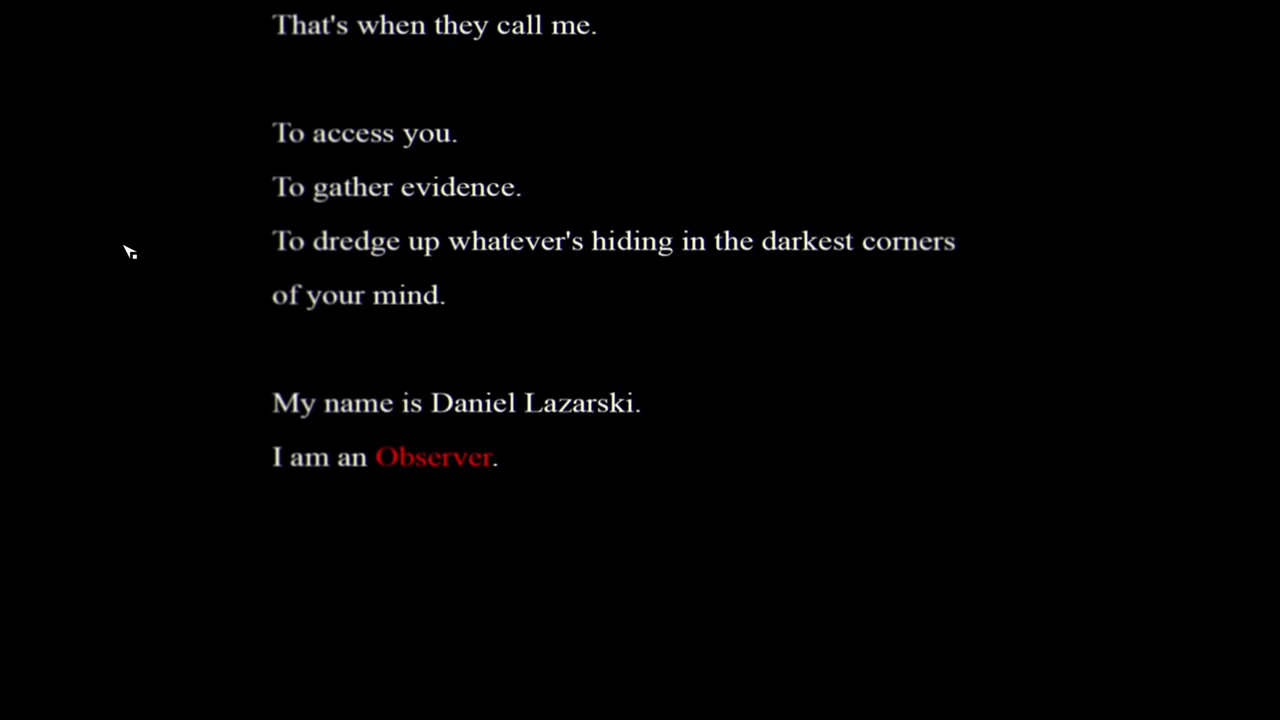 That's when they call me.
To access you.
To gather evidence.
To dredge up whatever's hiding in the darkest corners
of your mind.
My name is Daniel Lazarski.
I am an Observer.